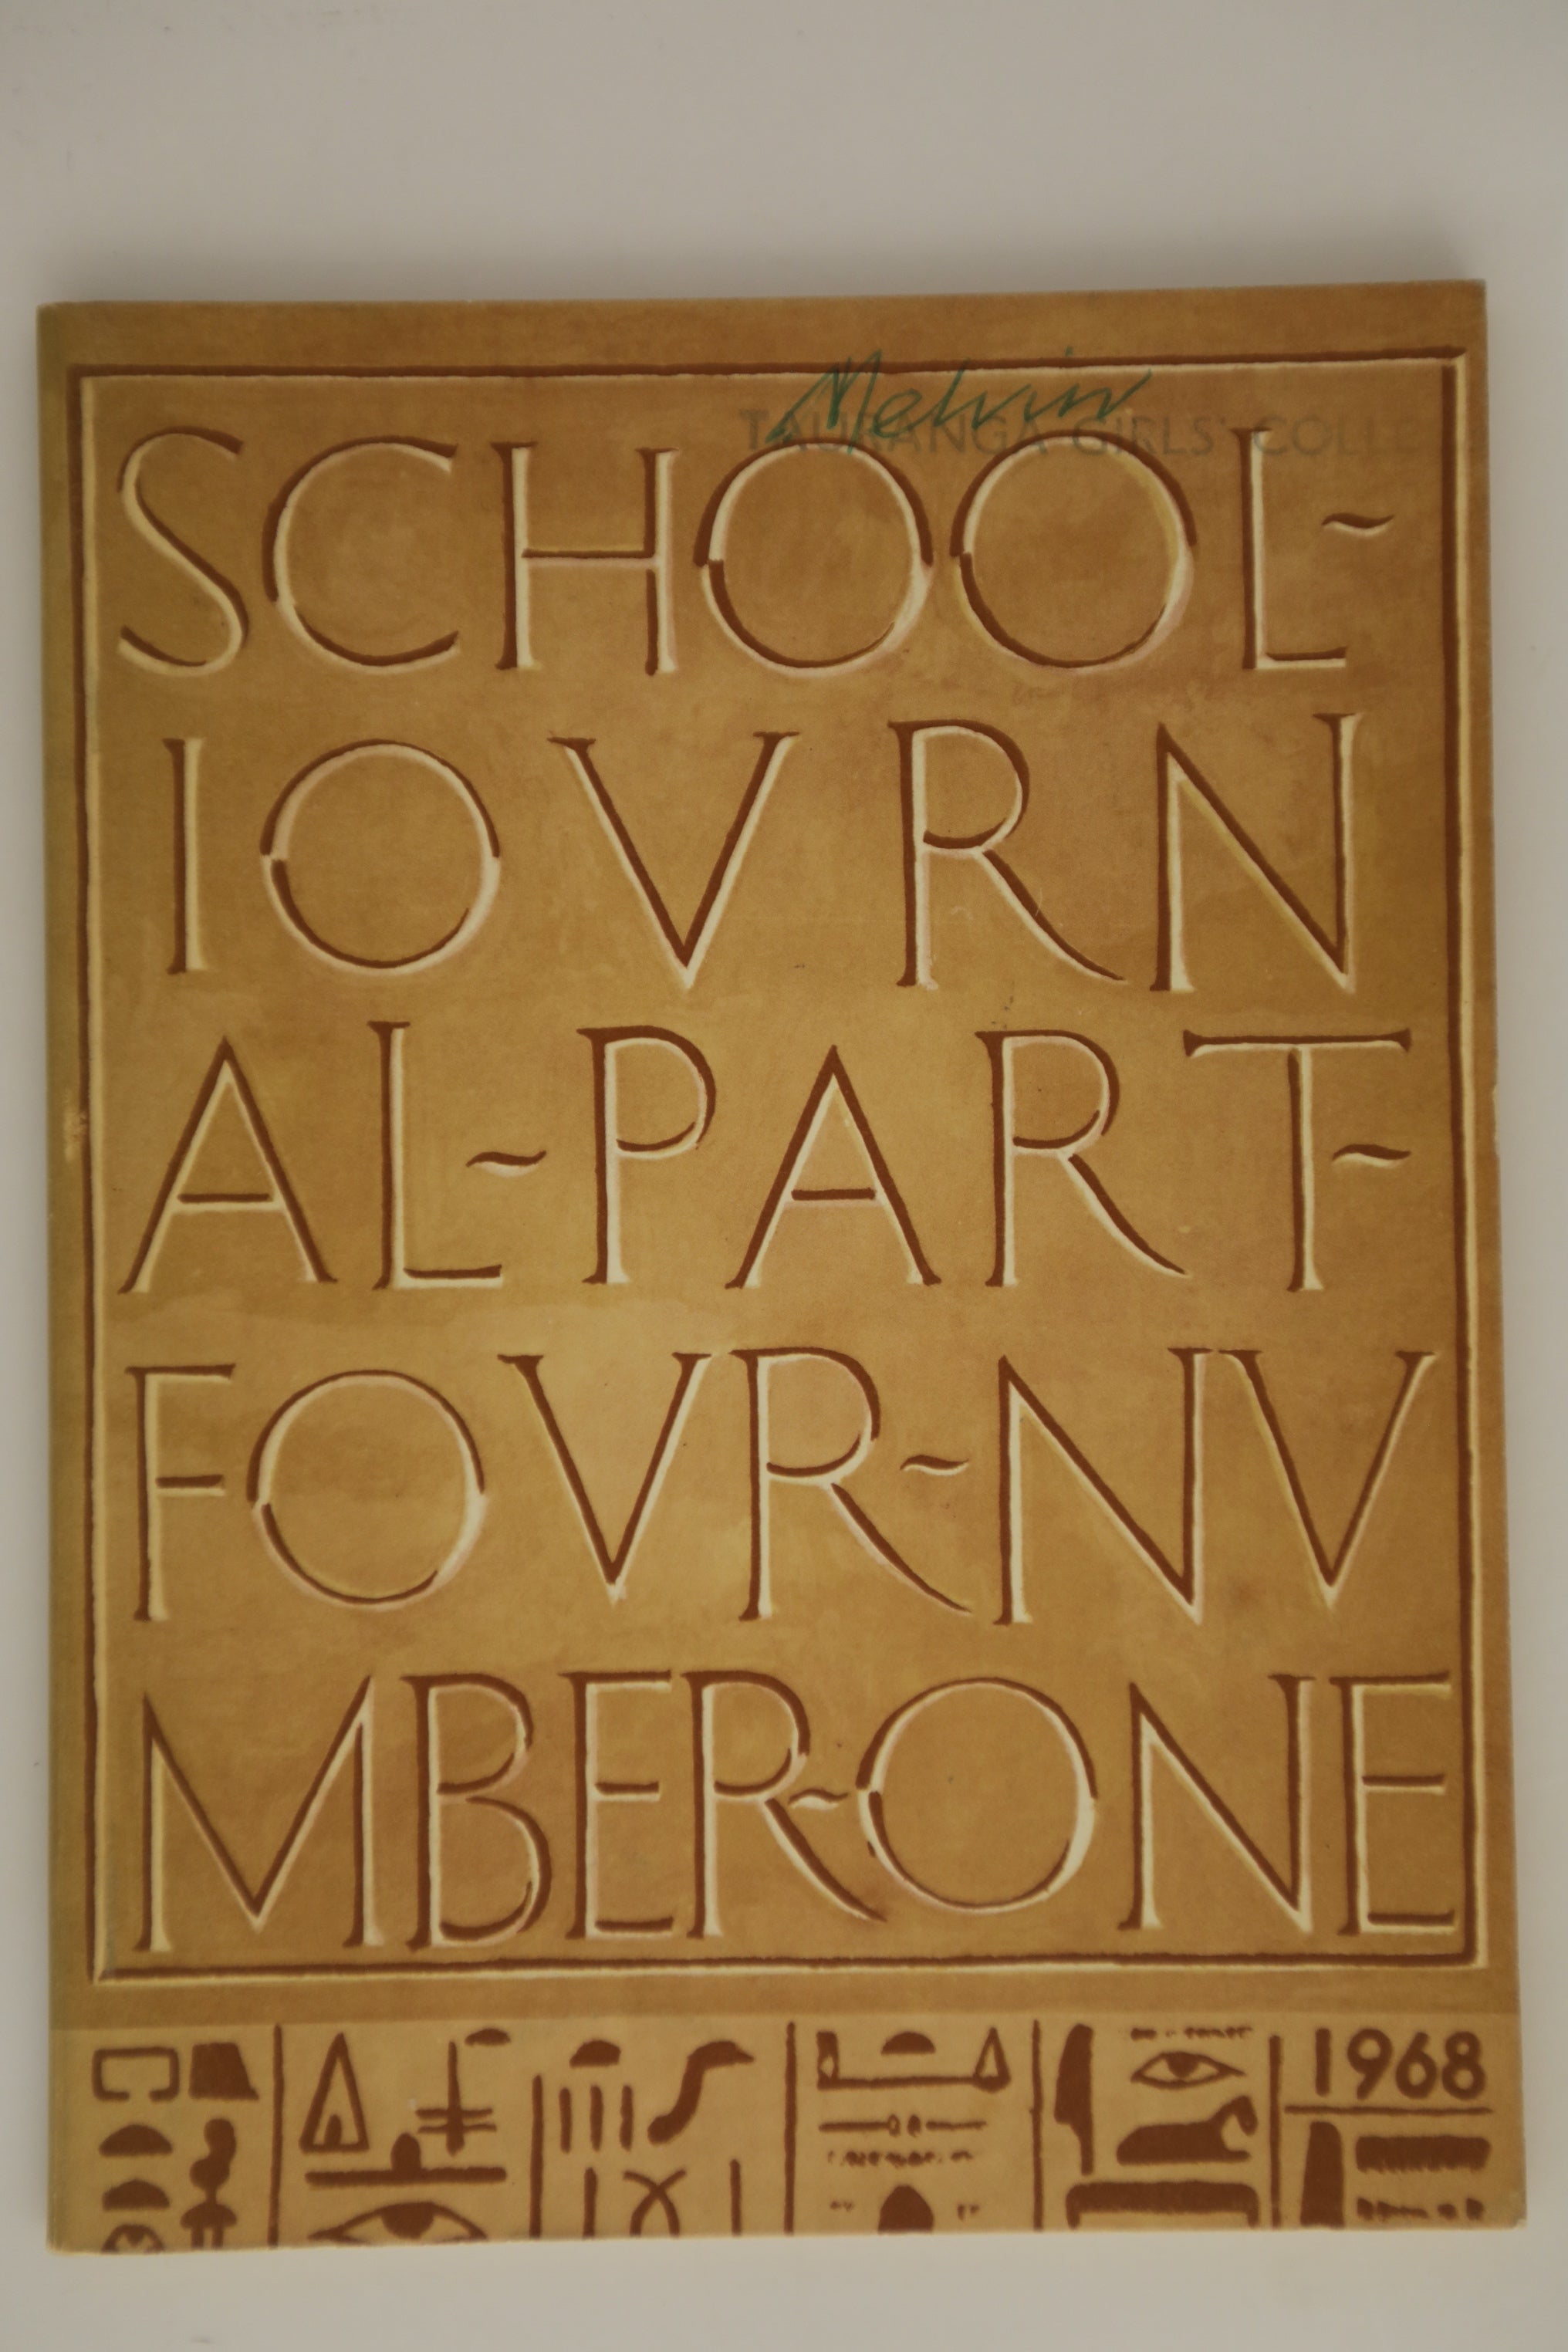 Melvin
TAURANGA GIRLS' COLLE
SCHOOL~
IOVRN
AL~PART~
FOVR~NV
MBER~ONE
1968